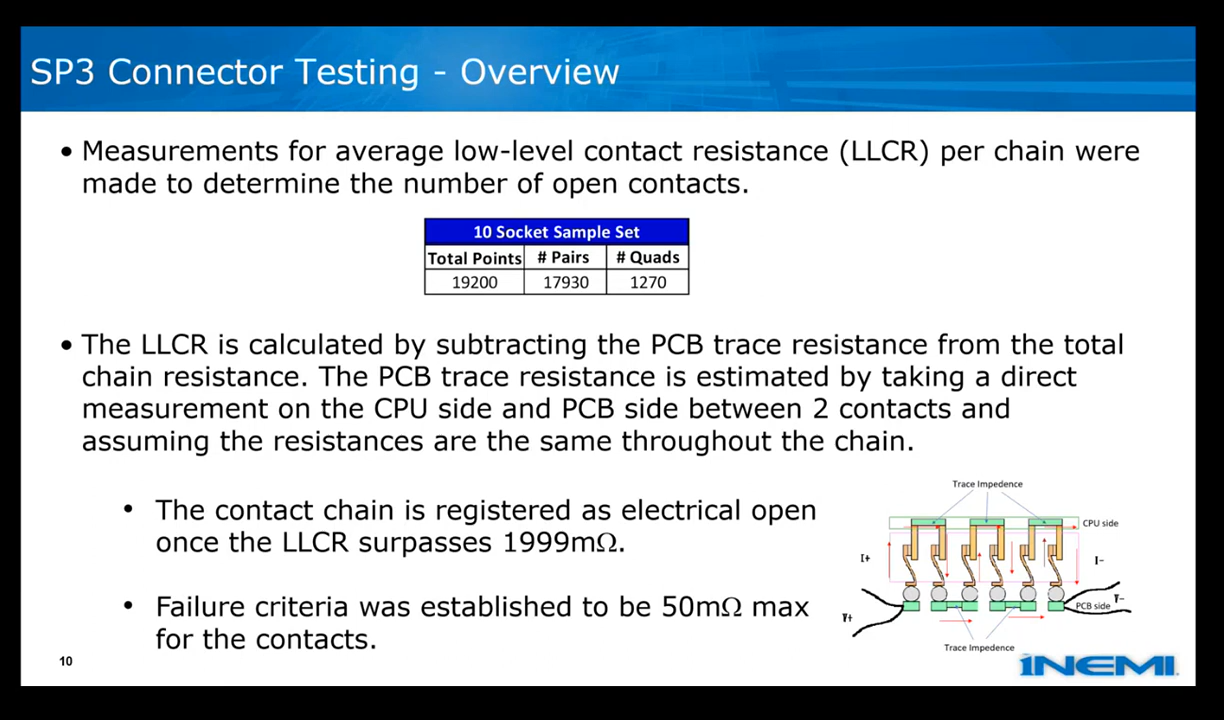 SP3 Connector Testing - Overview
• Measurements for average low-level contact resistance (LLCR) per chain were
made to determine the number of open contacts.
10 Socket Sample Set
Total Points # Pairs # Quads
19200 17930 1270
• The LLCR is calculated by subtracting the PCB trace resistance from the total
chain resistance. The PCB trace resistance is estimated by taking a direct
measurement on the CPU side and PCB side between 2 contacts and
assuming the resistances are the same throughout the chain.
• The contact chain is registered as electrical open
once the LLCR surpasses 1999mΩ.
• Failure criteria was established to be 50mΩ max
for the contacts.
Trace Impedence
CPU side
I+
I-
V-
PCB side
V+
Trace Impedence
10
iNEMI